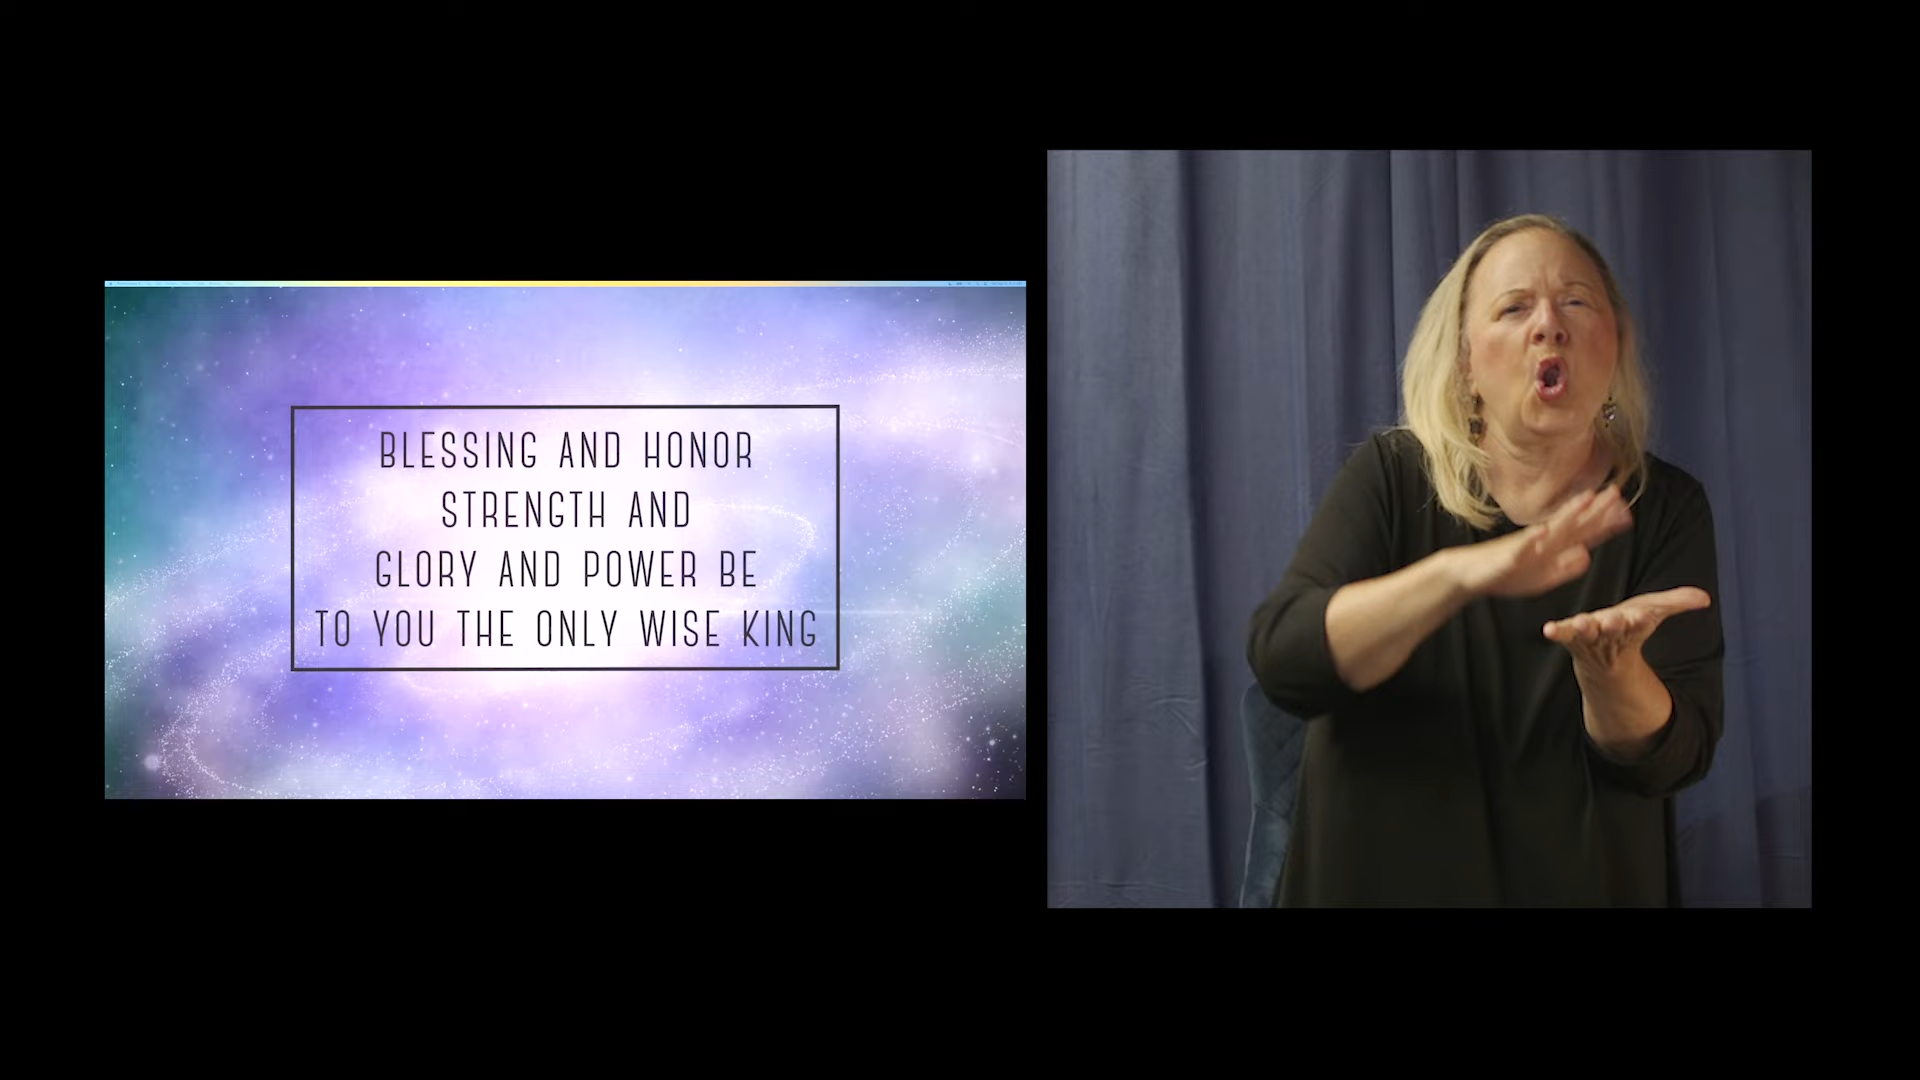 BLESSING AND HONOR
STRENGTH AND
GLORY AND POWER BE
TO YOU THE ONLY WISE KING